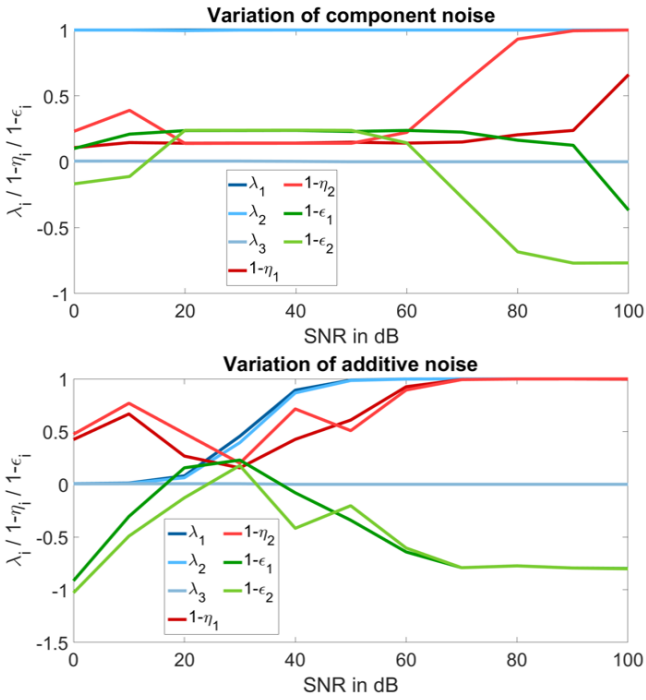 Variation of component noise
1
0.5
0
-0.5
-1
λi / 1-ηi / 1-ϵi
λ1 1-η2
λ2 1-ϵ1
λ3 1-ϵ2
1-η1
0 20 40 60 80 100
SNR in dB
Variation of additive noise
1
0.5
0
-0.5
-1
-1.5
λi / 1-ηi / 1-ϵi
λ1 1-η2
λ2 1-ϵ1
λ3 1-ϵ2
1-η1
0 20 40 60 80 100
SNR in dB